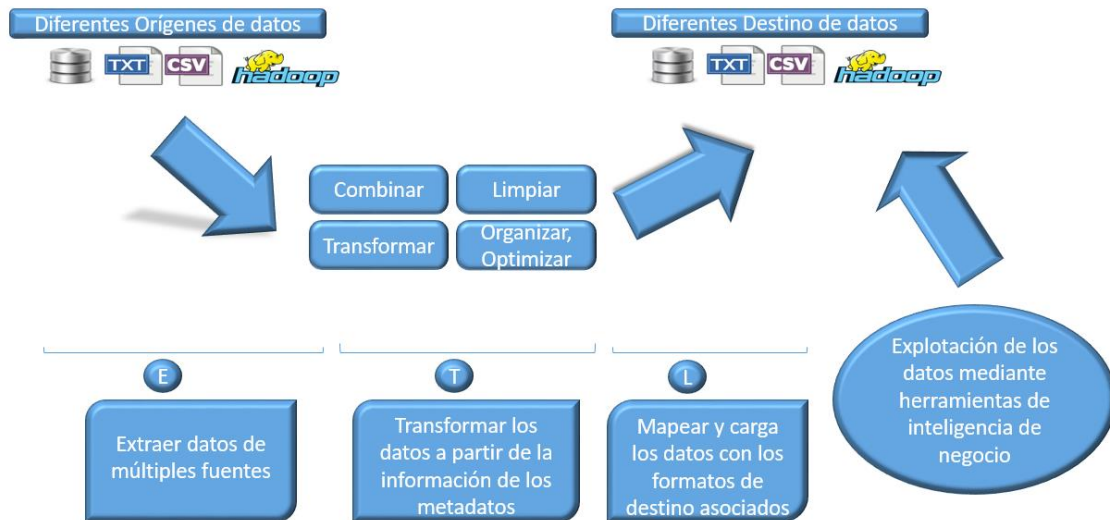 Diferentes Orígenes de datos
TXT
CSV
hadoop
Diferentes Destino de datos
TXT
CSV
hadoop
Combinar
Limpiar
Transformar
Organizar,
Optimizar
E
Extraer datos de
múltiples fuentes
T
Transformar los
datos a partir de la
información de los
metadatos
L
Mapear y carga
los datos con los
formatos de
destino asociados
Explotación de los
datos mediante
herramientas de
inteligencia de
negocio